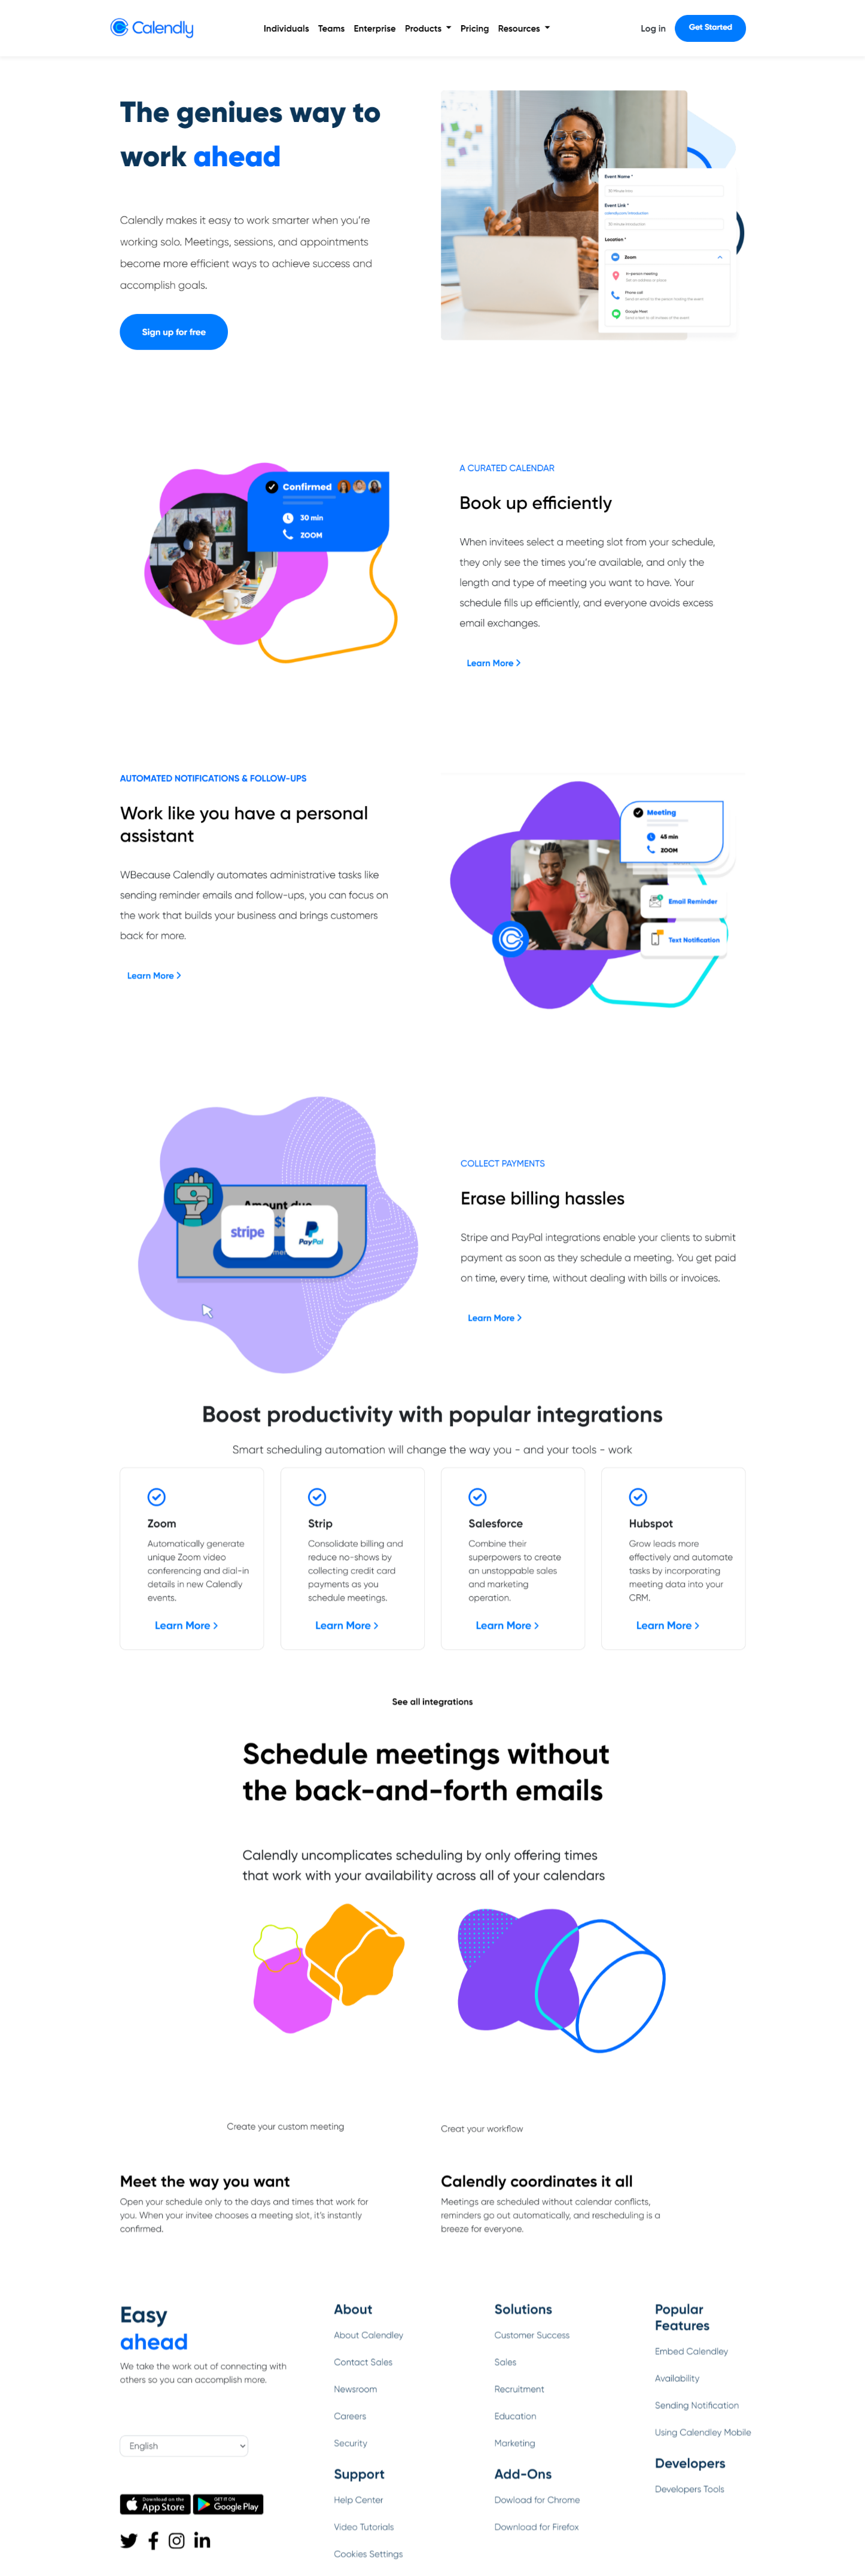 Calendly
Individuals Teams Enterprise Products Pricing Resources
Log in Get Started
The geniues way to
work ahead
Calendly makes it easy to work smarter when you're
working solo. Meetings, sessions, and appointments
become more efficient ways to achieve success and
accomplish goals.
Sign up for free
Event Name *
Event Link *
Location *
Zoom
In-person meeting
Phone call
Google Meet
Confirmed
30 min
ZOOM
A CURATED CALENDAR
Book up efficiently
When invitees select a meeting slot from your schedule,
they only see the times you're available, and only the
length and type of meeting you want to have. Your
schedule fills up efficiently, and everyone avoids excess
email exchanges.
Learn More
AUTOMATED NOTIFICATIONS & FOLLOW-UPS
Work like you have a personal
assistant
WBecause Calendly automates administrative tasks like
sending reminder emails and follow-ups, you can focus on
the work that builds your business and brings customers
back for more.
Learn More
Meeting
45 min
ZOOM
Email Reminder
Text Notification
Amount due
stripe
PayPal
COLLECT PAYMENTS
Erase billing hassles
Stripe and PayPal integrations enable your clients to submit
payment as soon as they schedule a meeting. You get paid
on time, every time, without dealing with bills or invoices.
Learn More
Boost productivity with popular integrations
Smart scheduling automation will change the way you - and your tools - work
Zoom
Automatically generate
unique Zoom video
conferencing and dial-in
details in new Calendly
events.
Learn More
Strip
Consolidate billing and
reduce no-shows by
collecting credit card
payments as you
schedule meetings.
Learn More
Salesforce
Combine their
superpowers to create
an unstoppable sales
and marketing
operation.
Learn More
Hubspot
Grow leads more
effectively and automate
tasks by incorporating
meeting data into your
CRM.
Learn More
See all integrations
Schedule meetings without
the back-and-forth emails
Calendly uncomplicates scheduling by only offering times
that work with your availability across all of your calendars
Create your custom meeting
Creat your workflow
Meet the way you want
Open your schedule only to the days and times that work for
you. When your invitee chooses a meeting slot, it's instantly
confirmed.
Calendly coordinates it all
Meetings are scheduled without calendar conflicts,
reminders go out automatically, and rescheduling is a
breeze for everyone.
Easy
ahead
We take the work out of connecting with
others so you can accomplish more.
English
Download on the
App Store
GET IT ON
Google Play
About
About Calendley
Contact Sales
Newsroom
Careers
Security
Support
Help Center
Video Tutorials
Cookies Settings
Solutions
Customer Success
Sales
Recruitment
Education
Marketing
Add-Ons
Dowload for Chrome
Download for Firefox
Popular
Features
Embed Calendley
Availability
Sending Notification
Using Calendley Mobile
Developers
Developers Tools